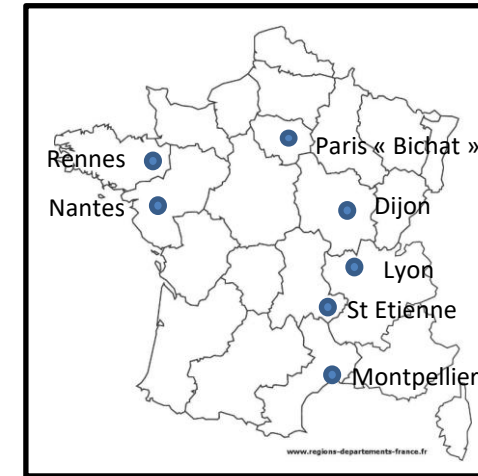 Paris « Bichat »
Rennes
Nantes
Dijon
Lyon
St Etienne
Montpellier
www.regions-departements-france.fr